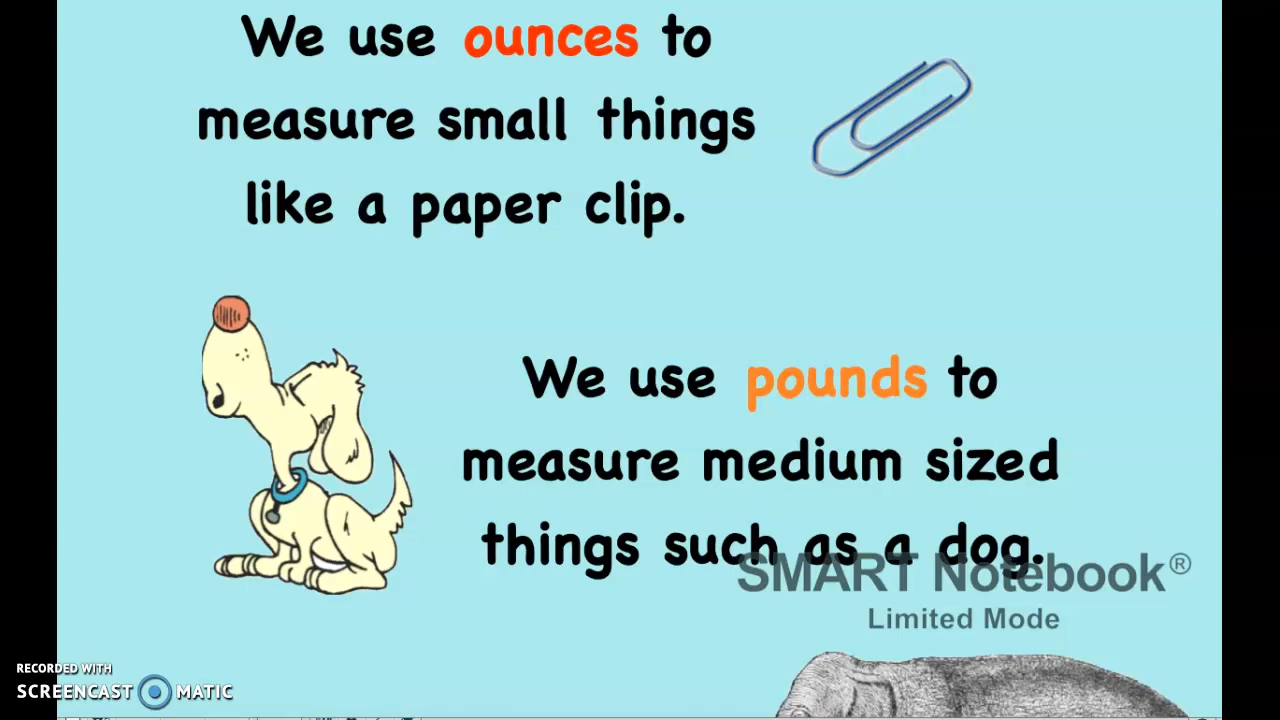 We use ounces to
measure small things
like a paper clip.
We use pounds to
measure medium sized
things such as a dog.
SMART Notebook®
Limited Mode
RECORDED WITH
SCREENCAST MATIC